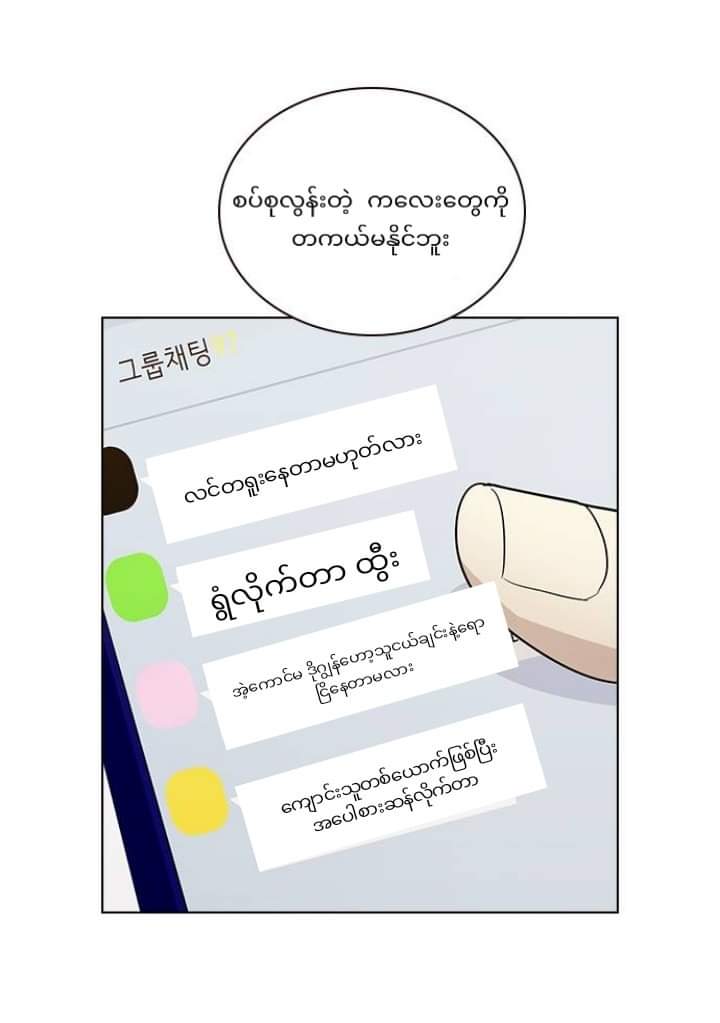 စပ်စုလွန်းတဲ့ ကလေးတွေကို
တကယ်မနိုင်ဘူး
그룹채팅97
လင်တရူးနေတာမဟုတ်လား
ရွံလိုက်တာ ထွီး
အဲ့ကောင်မ ဒိုဂျွန်ဟော့သူငယ်ချင်းနဲ့ရော
ငြိနေတာမလား
ကျောင်းသူတစ်ယောက်ဖြစ်ပြီး
အပေါစားဆန်လိုက်တာ